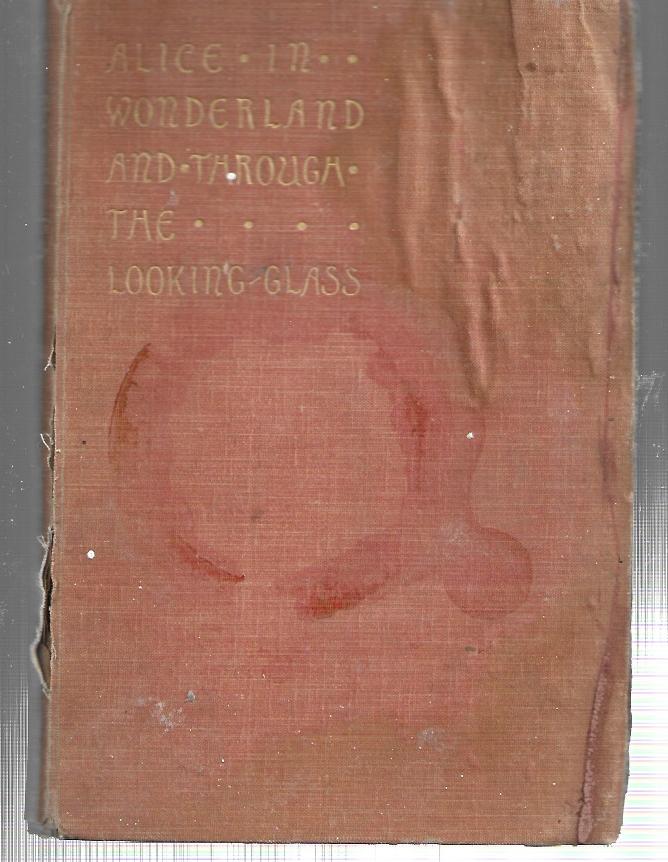 ALICE • IN • •
WONDERLAND
AND • THROUGH •
THE • • • •
LOOKING-GLASS